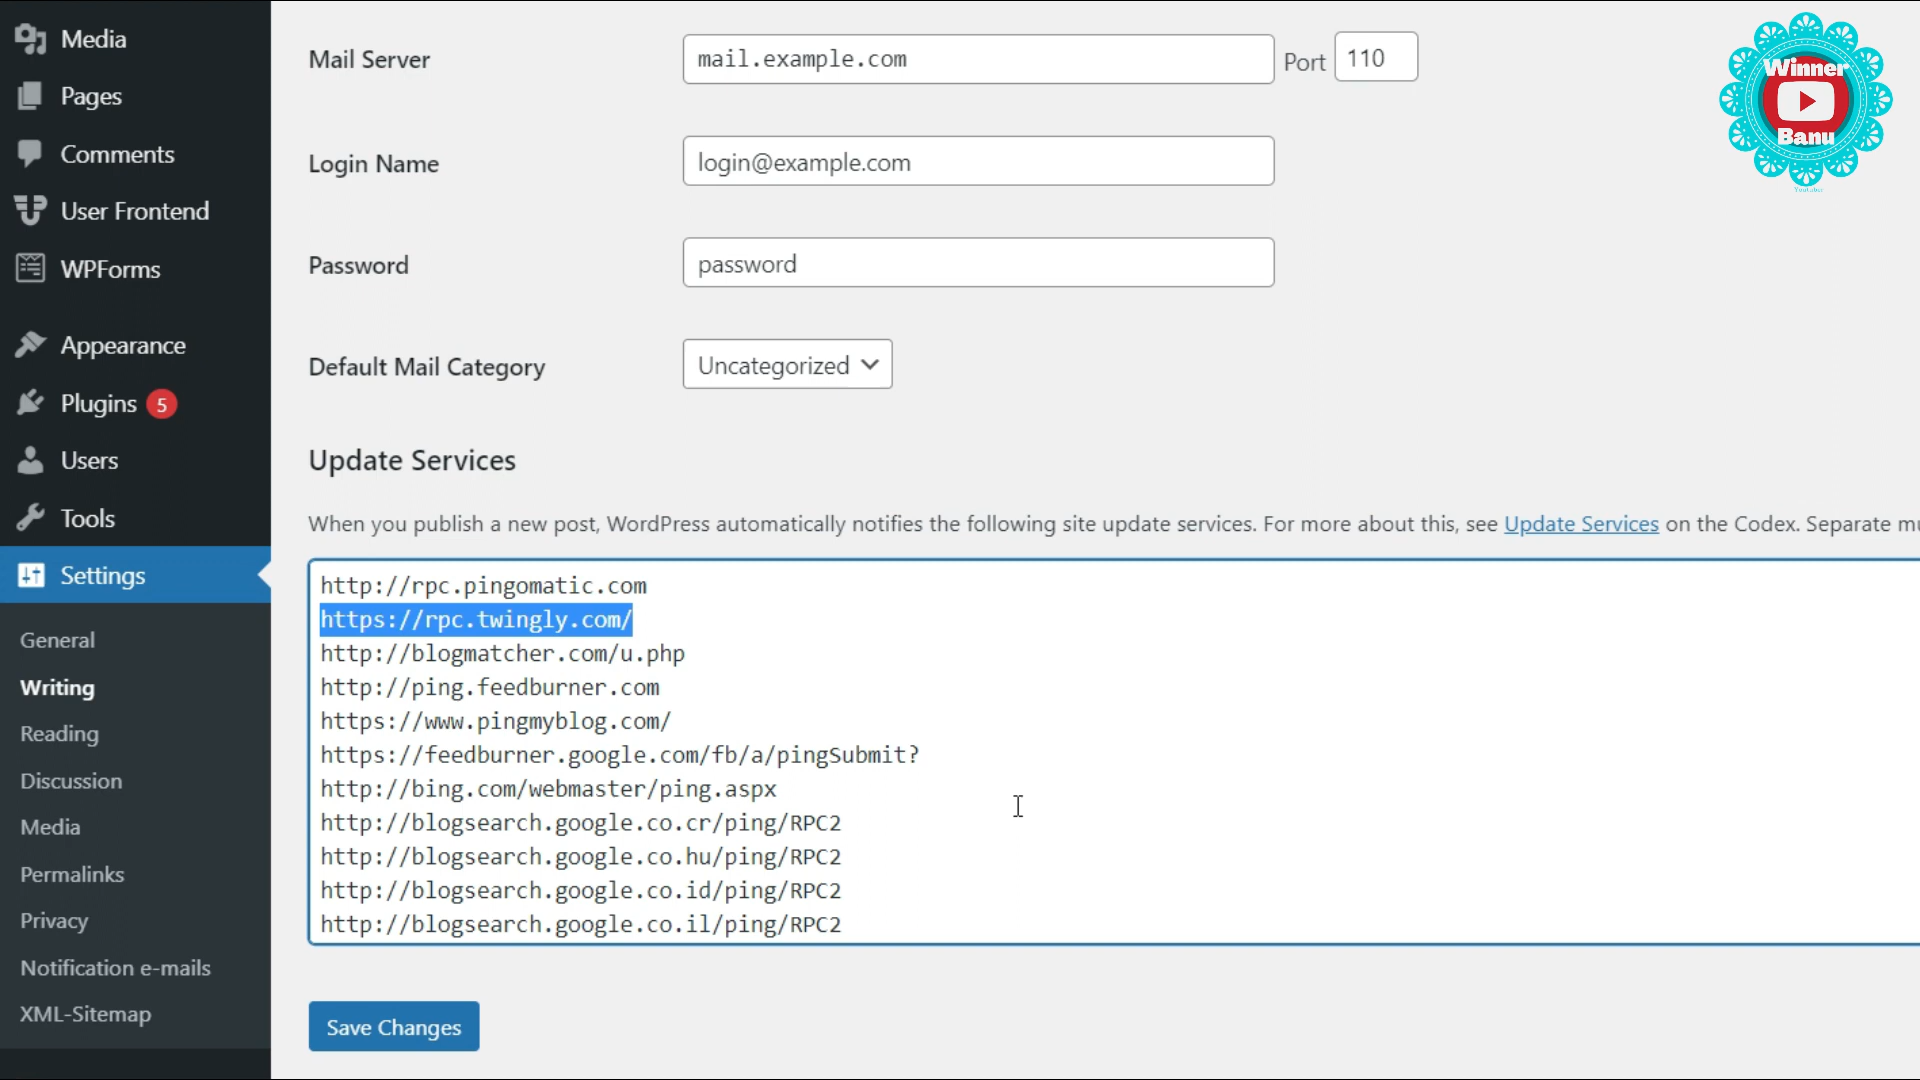 Media
Pages
Comments
User Frontend
WPForms
Appearance
Plugins 5
Users
Tools
Settings
General
Writing
Reading
Discussion
Media
Permalinks
Privacy
Notification e-mails
XML-Sitemap
Mail Server mail.example.com Port 110
Login Name login@example.com
Password password
Default Mail Category Uncategorized
Update Services
When you publish a new post, WordPress automatically notifies the following site update services. For more about this, see Update Services on the Codex. Separate mu
http://rpc.pingomatic.com
https://rpc.twingly.com/
http://blogmatcher.com/u.php
http://ping.feedburner.com
https://www.pingmyblog.com/
https://feedburner.google.com/fb/a/pingSubmit?
http://bing.com/webmaster/ping.aspx
http://blogsearch.google.co.cr/ping/RPC2
http://blogsearch.google.co.hu/ping/RPC2
http://blogsearch.google.co.id/ping/RPC2
http://blogsearch.google.co.il/ping/RPC2
Save Changes
Winner
Banu
Youtuber